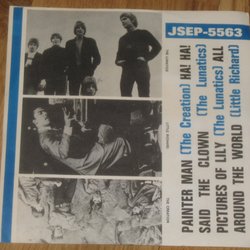 JSEP-5563
PAINTER MAN (The Creation) HA! HA!
SAID THE CLOWN (The Lunatics)
PICTURES OF LILY (The Lunatics) ALL
AROUND THE WORLD (Little Richard)